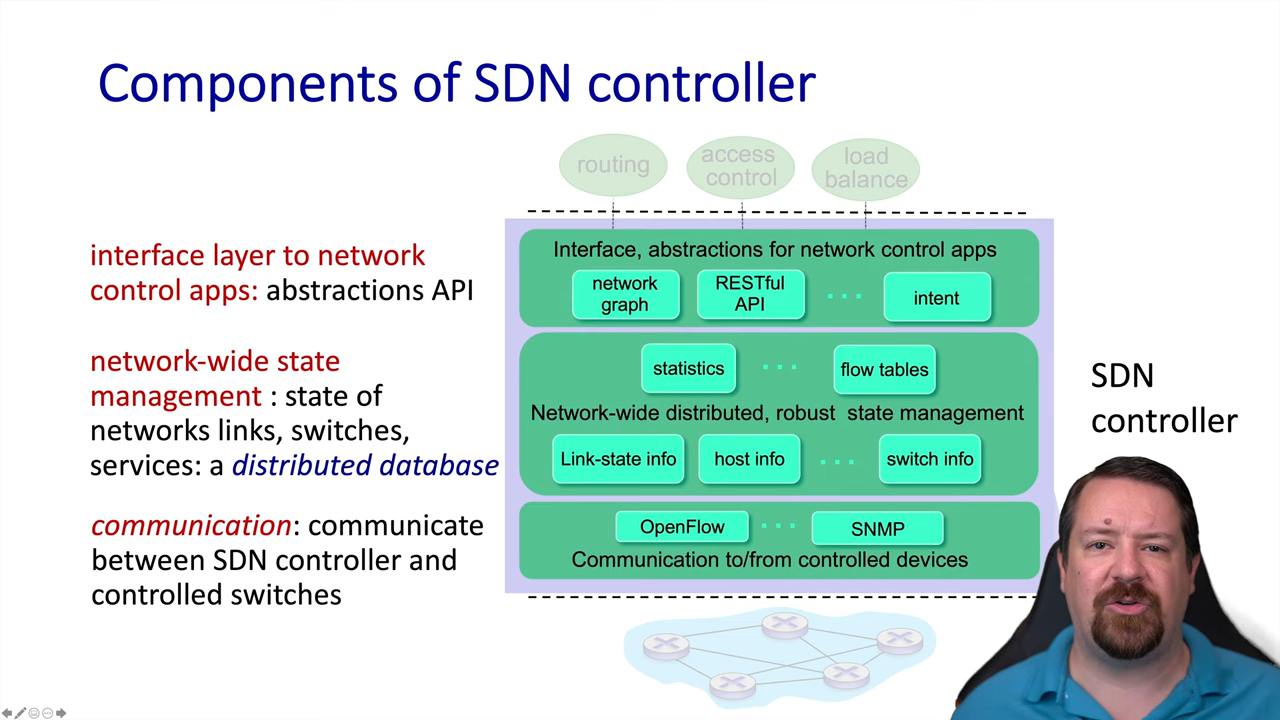 Components of SDN controller
routing
access
control
load
balance
interface layer to network
control apps: abstractions API
network-wide state
management : state of
networks links, switches,
services: a distributed database
communication: communicate
between SDN controller and
controlled switches
Interface, abstractions for network control apps
network
graph
RESTful
API
intent
statistics
flow tables
Network-wide distributed, robust state management
Link-state info
host info
switch info
OpenFlow
SNMP
Communication to/from controlled devices
SDN
controller